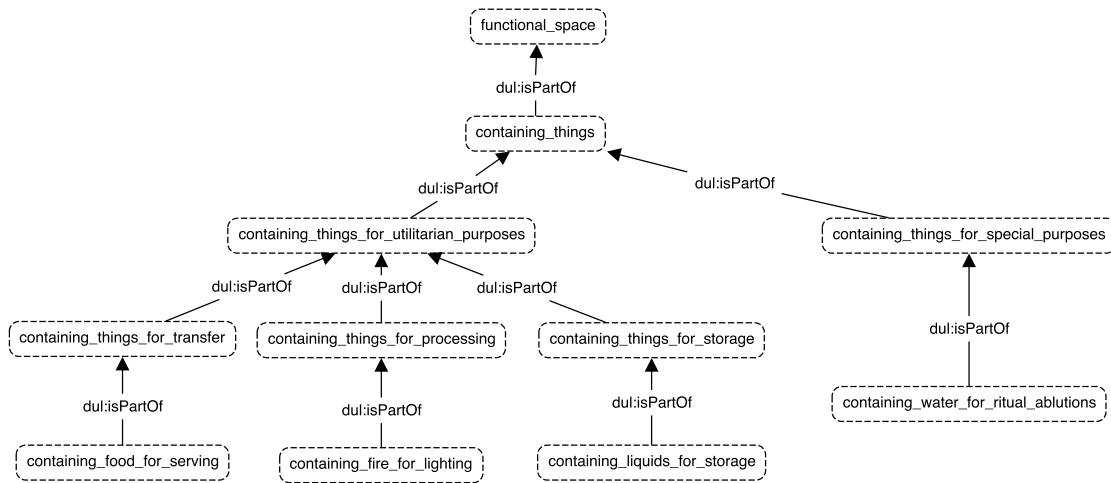 functional_space
dul:isPartOf
containing_things
dul:isPartOf
dul:isPartOf
containing_things_for_utilitarian_purposes
containing_things_for_special_purposes
dul:isPartOf
dul:isPartOf
dul:isPartOf
dul:isPartOf
containing_things_for_transfer
containing_things_for_processing
containing_things_for_storage
dul:isPartOf
dul:isPartOf
dul:isPartOf
containing_water_for_ritual_ablutions
containing_food_for_serving
containing_fire_for_lighting
containing_liquids_for_storage